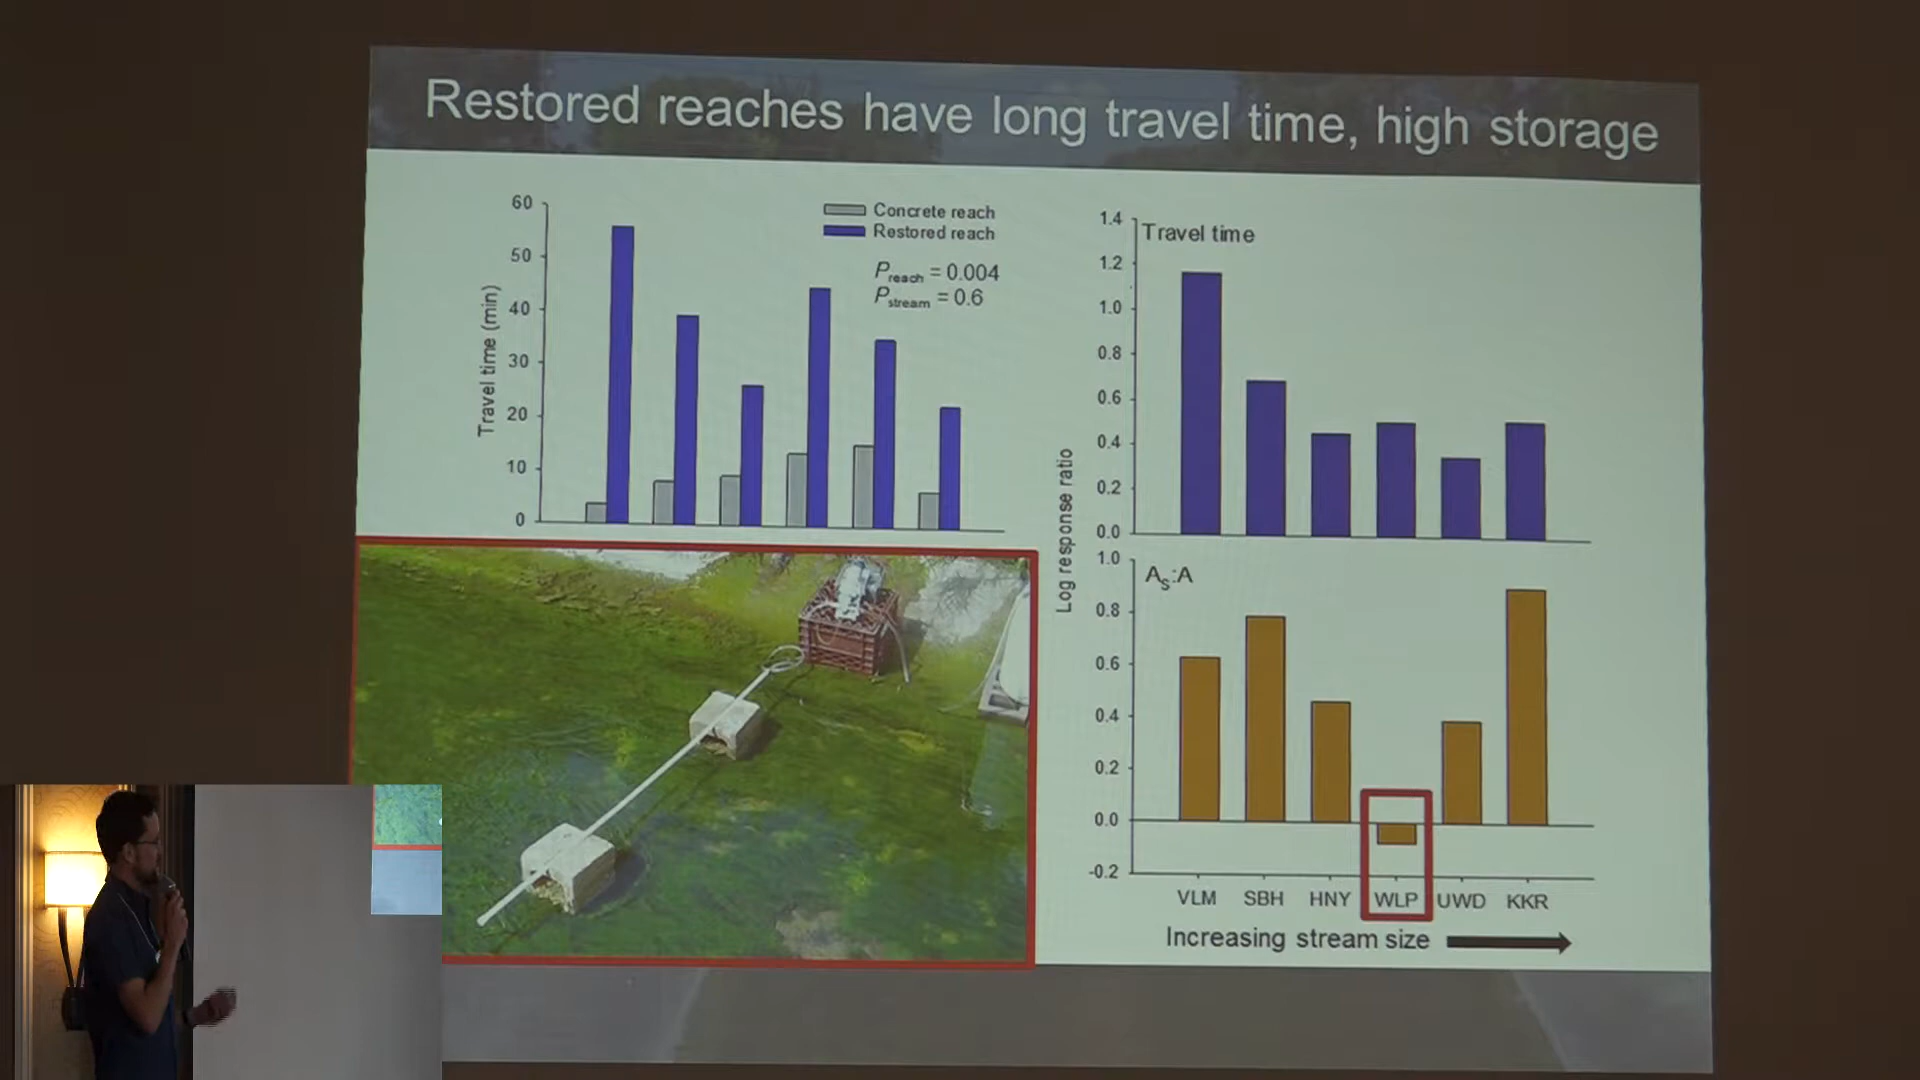 Restored reaches have long travel time, high storage
60
50
40
30
20
10
0
Travel time (min)
Concrete reach
Restored reach
Preach = 0.004
Pstream = 0.6
1.4
1.2
1.0
0.8
0.6
0.4
0.2
0.0
Travel time
Log response ratio
1.0
0.8
0.6
0.4
0.2
0.0
-0.2
As:A
VLM SBH HNY WLP UWD KKR
Increasing stream size